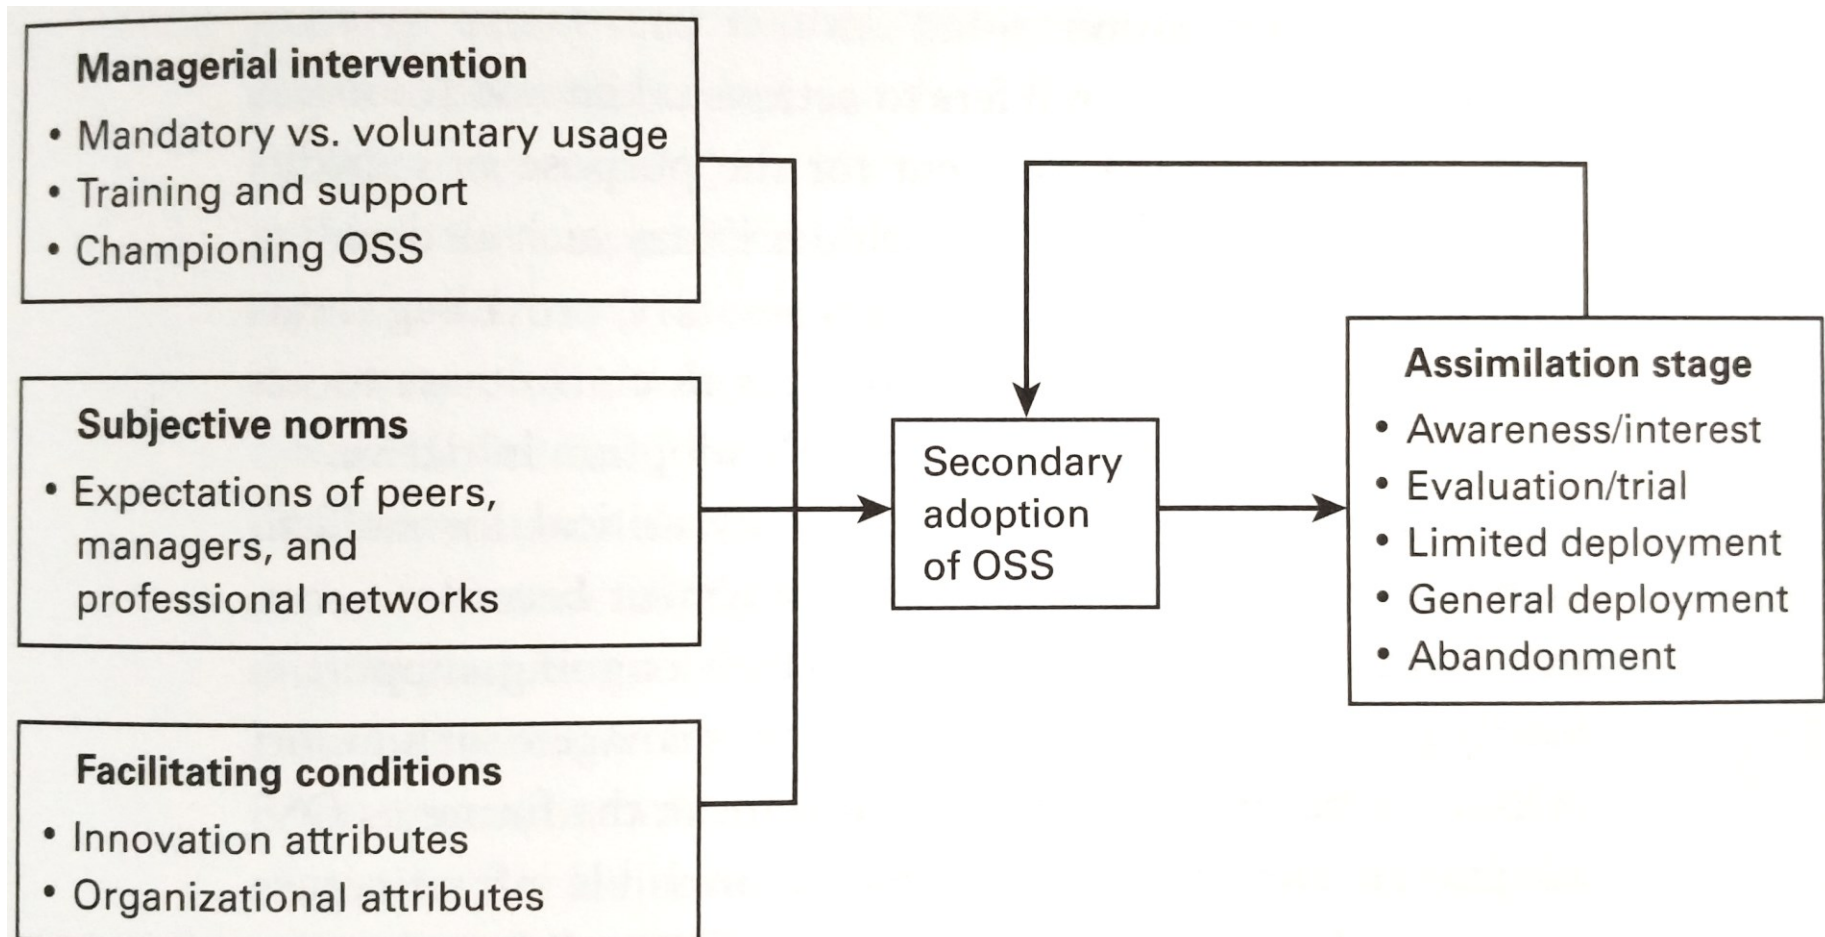 Managerial intervention
• Mandatory vs. voluntary usage
• Training and support
• Championing OSS
Subjective norms
• Expectations of peers,
managers, and
professional networks
Facilitating conditions
• Innovation attributes
• Organizational attributes
Secondary
adoption
of OSS
Assimilation stage
• Awareness/interest
• Evaluation/trial
• Limited deployment
• General deployment
• Abandonment